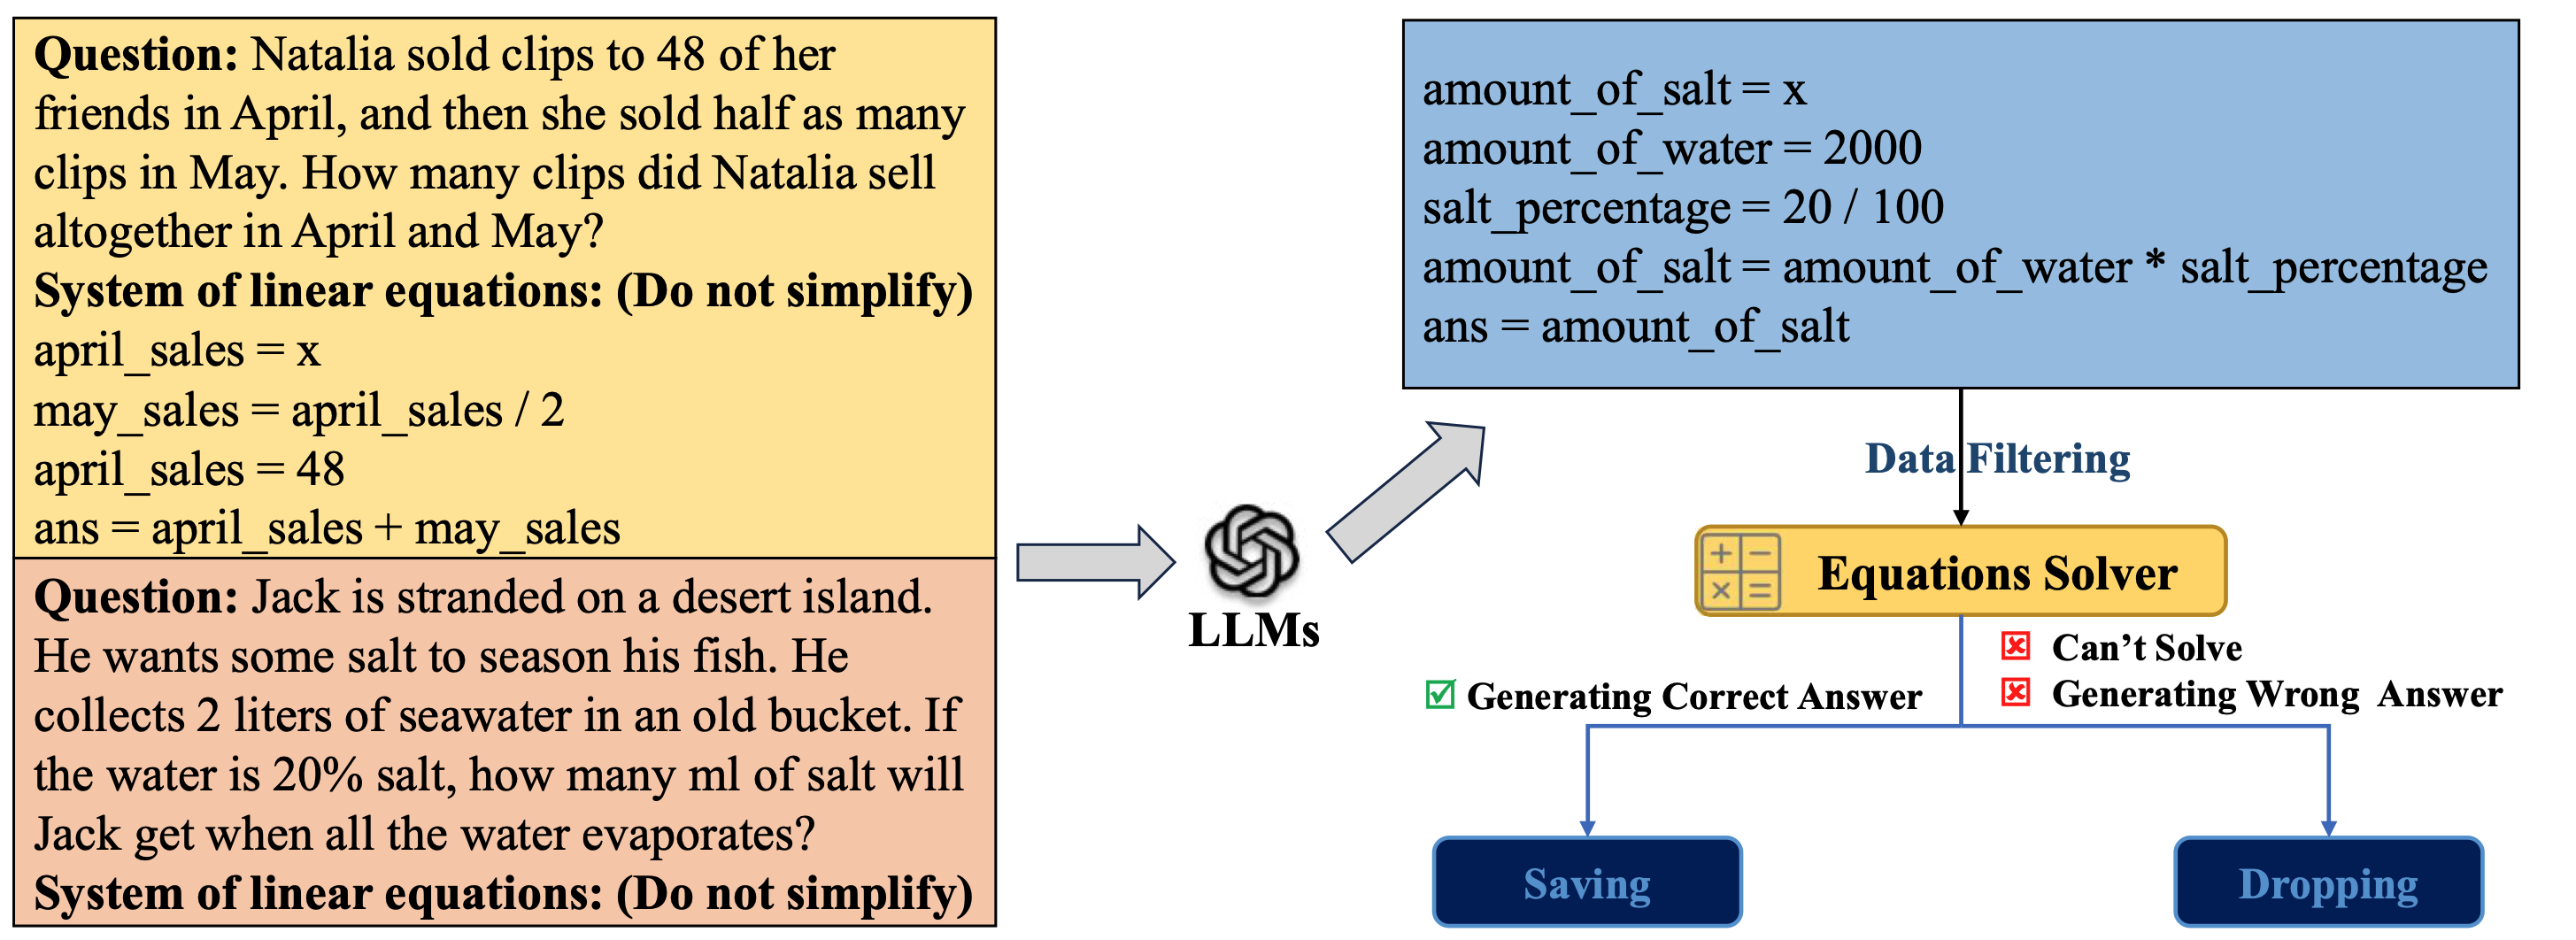 Question: Natalia sold clips to 48 of her
friends in April, and then she sold half as many
clips in May. How many clips did Natalia sell
altogether in April and May?
System of linear equations: (Do not simplify)
april_sales = x
may_sales = april_sales / 2
april_sales = 48
ans = april_sales + may_sales
Question: Jack is stranded on a desert island.
He wants some salt to season his fish. He
collects 2 liters of seawater in an old bucket. If
the water is 20% salt, how many ml of salt will
Jack get when all the water evaporates?
System of linear equations: (Do not simplify)
LLMs
amount_of_salt = x
amount_of_water = 2000
salt_percentage = 20 / 100
amount_of_salt = amount_of_water * salt_percentage
ans = amount_of_salt
Data Filtering
Equations Solver
Can't Solve
Generating Correct Answer
Generating Wrong Answer
Saving
Dropping